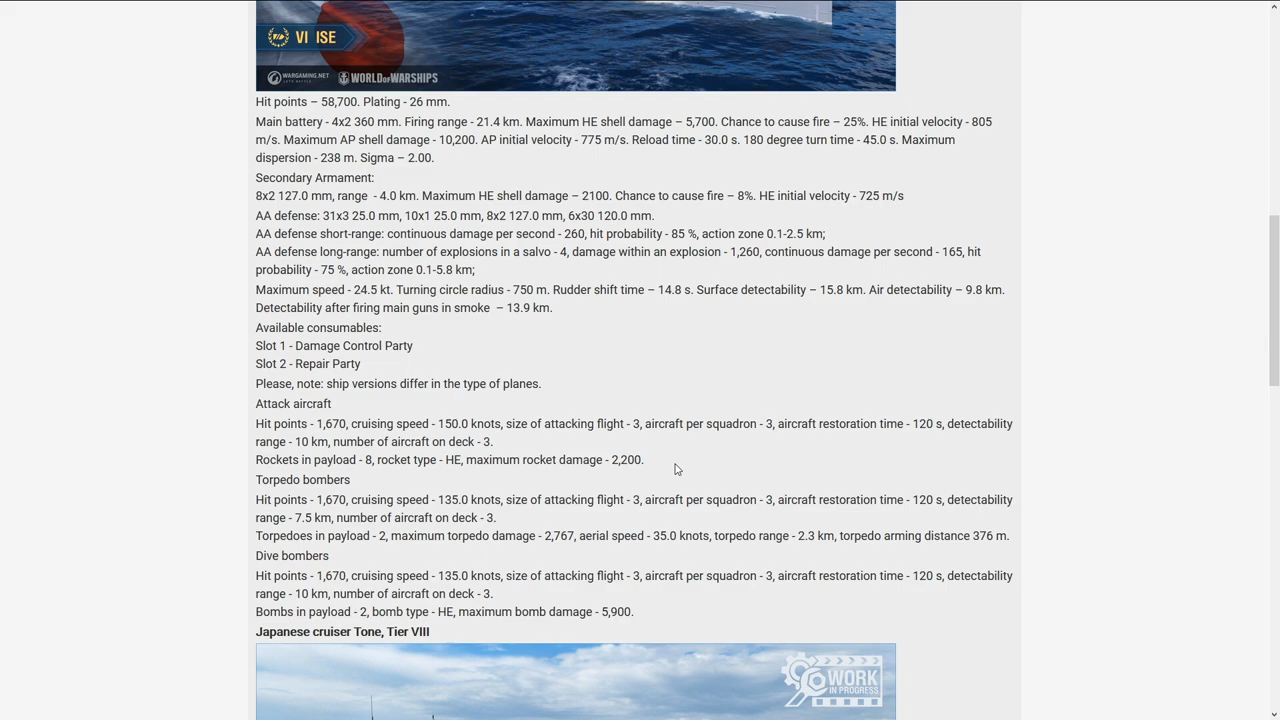 VI ISE
WARGAMING.NET
LET'S BATTLE
WORLD OF WARSHIPS
Hit points – 58,700. Plating - 26 mm.
Main battery - 4x2 360 mm. Firing range - 21.4 km. Maximum HE shell damage – 5,700. Chance to cause fire – 25%. HE initial velocity - 805
m/s. Maximum AP shell damage - 10,200. AP initial velocity - 775 m/s. Reload time - 30.0 s. 180 degree turn time - 45.0 s. Maximum
dispersion - 238 m. Sigma – 2.00.
Secondary Armament:
8x2 127.0 mm, range  - 4.0 km. Maximum HE shell damage – 2100. Chance to cause fire – 8%. HE initial velocity - 725 m/s
AA defense: 31x3 25.0 mm, 10x1 25.0 mm, 8x2 127.0 mm, 6x30 120.0 mm.
AA defense short-range: continuous damage per second - 260, hit probability - 85 %, action zone 0.1-2.5 km;
AA defense long-range: number of explosions in a salvo - 4, damage within an explosion - 1,260, continuous damage per second - 165, hit
probability - 75 %, action zone 0.1-5.8 km;
Maximum speed - 24.5 kt. Turning circle radius - 750 m. Rudder shift time – 14.8 s. Surface detectability – 15.8 km. Air detectability – 9.8 km.
Detectability after firing main guns in smoke  – 13.9 km.
Available consumables:
Slot 1 - Damage Control Party
Slot 2 - Repair Party
Please, note: ship versions differ in the type of planes.
Attack aircraft
Hit points - 1,670, cruising speed - 150.0 knots, size of attacking flight - 3, aircraft per squadron - 3, aircraft restoration time - 120 s, detectability
range - 10 km, number of aircraft on deck - 3.
Rockets in payload - 8, rocket type - HE, maximum rocket damage - 2,200.
Torpedo bombers
Hit points - 1,670, cruising speed - 135.0 knots, size of attacking flight - 3, aircraft per squadron - 3, aircraft restoration time - 120 s, detectability
range - 7.5 km, number of aircraft on deck - 3.
Torpedoes in payload - 2, maximum torpedo damage - 2,767, aerial speed - 35.0 knots, torpedo range - 2.3 km, torpedo arming distance 376 m.
Dive bombers
Hit points - 1,670, cruising speed - 135.0 knots, size of attacking flight - 3, aircraft per squadron - 3, aircraft restoration time - 120 s, detectability
range - 10 km, number of aircraft on deck - 3.
Bombs in payload - 2, bomb type - HE, maximum bomb damage - 5,900.
Japanese cruiser Tone, Tier VIII
WORK
IN PROGRESS